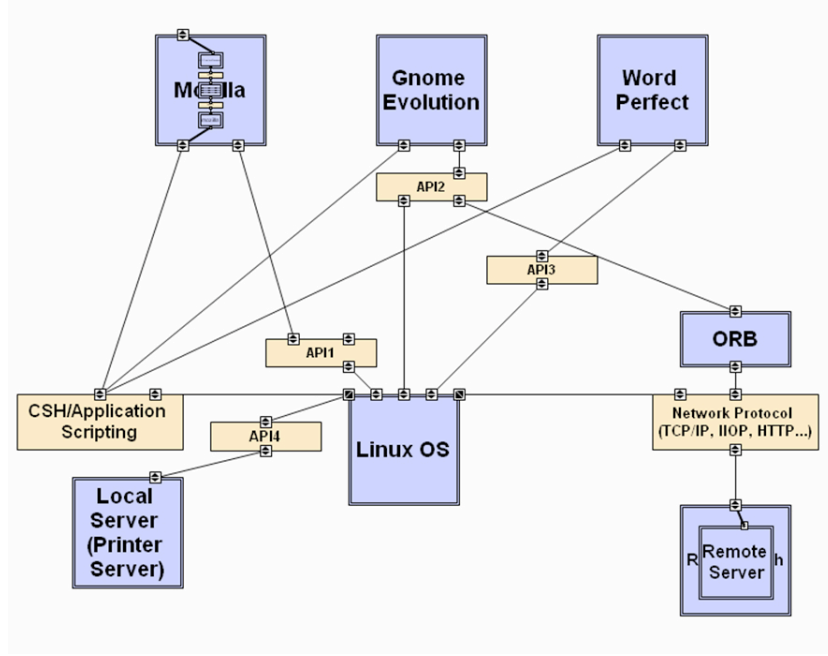 Gnome
Evolution
Word
Perfect
API2
API3
ORB
API1
CSH/Application
Scripting
Network Protocol
(TCP/IP, IIOP, HTTP...)
API4
Linux OS
Local
Server
(Printer
Server)
Remote
Server